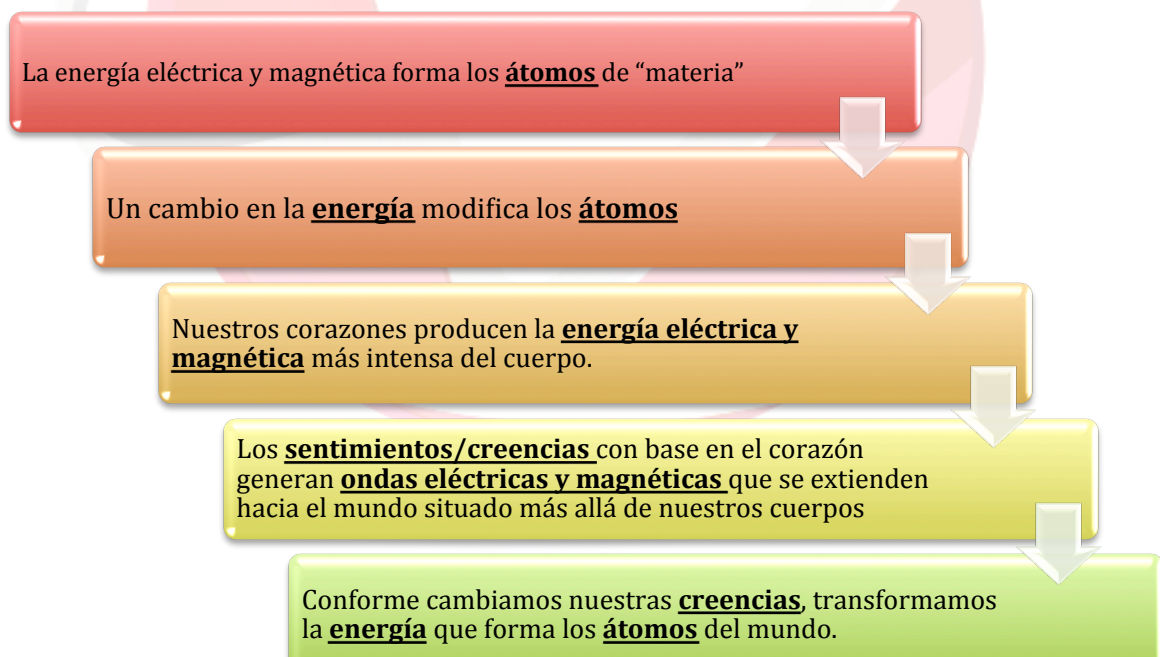 La energía eléctrica y magnética forma los átomos de “materia”
Un cambio en la energía modifica los átomos
Nuestros corazones producen la energía eléctrica y
magnética más intensa del cuerpo.
Los sentimientos/creencias con base en el corazón
generan ondas eléctricas y magnéticas que se extienden
hacia el mundo situado más allá de nuestros cuerpos
Conforme cambiamos nuestras creencias, transformamos
la energía que forma los átomos del mundo.